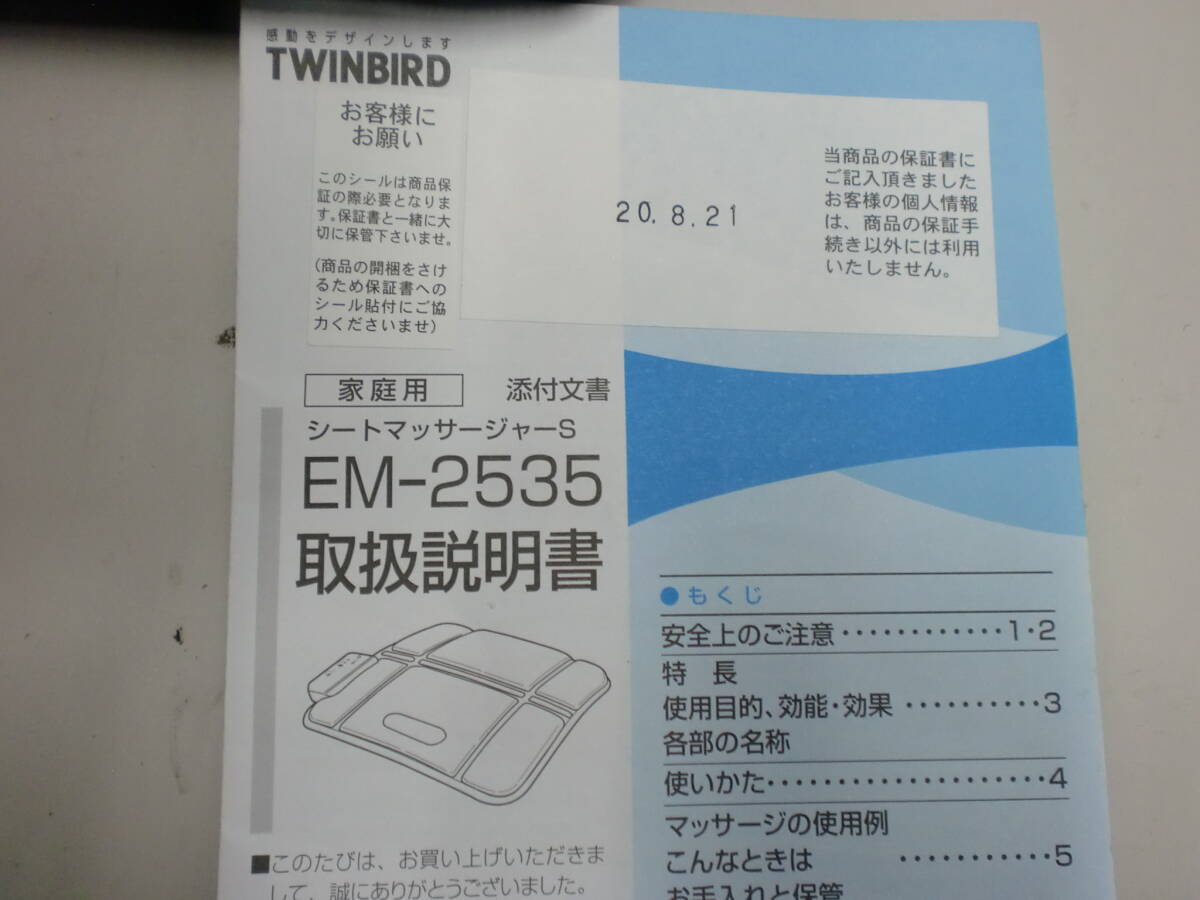 感動をデザインします
TWINBIRD
お客様に
お願い
このシールは商品保
証の際必要となりま
す。保証書と一緒に大
切に保管下さいませ。
(商品の開梱をさけ
るため保証書への
シール貼付にご協
力くださいませ)
20.8.21
当商品の保証書に
ご記入頂きました
お客様の個人情報
は、商品の保証手
続き以外には利用
いたしません。
家庭用 添付文書
シートマッサージャーS
EM-2535
取扱説明書
■このたびは、お買い上げいただきま
して、誠にありがとうございました。
●もくじ
安全上のご注意・・・・・・・・・・・・1・2
特 長
使用目的、効能・効果 ・・・・・・・・・・3
各部の名称
使いかた・・・・・・・・・・・・・・・・・・・・4
マッサージの使用例
こんなときは ・・・・・・・・・・・5
お手入れと保管